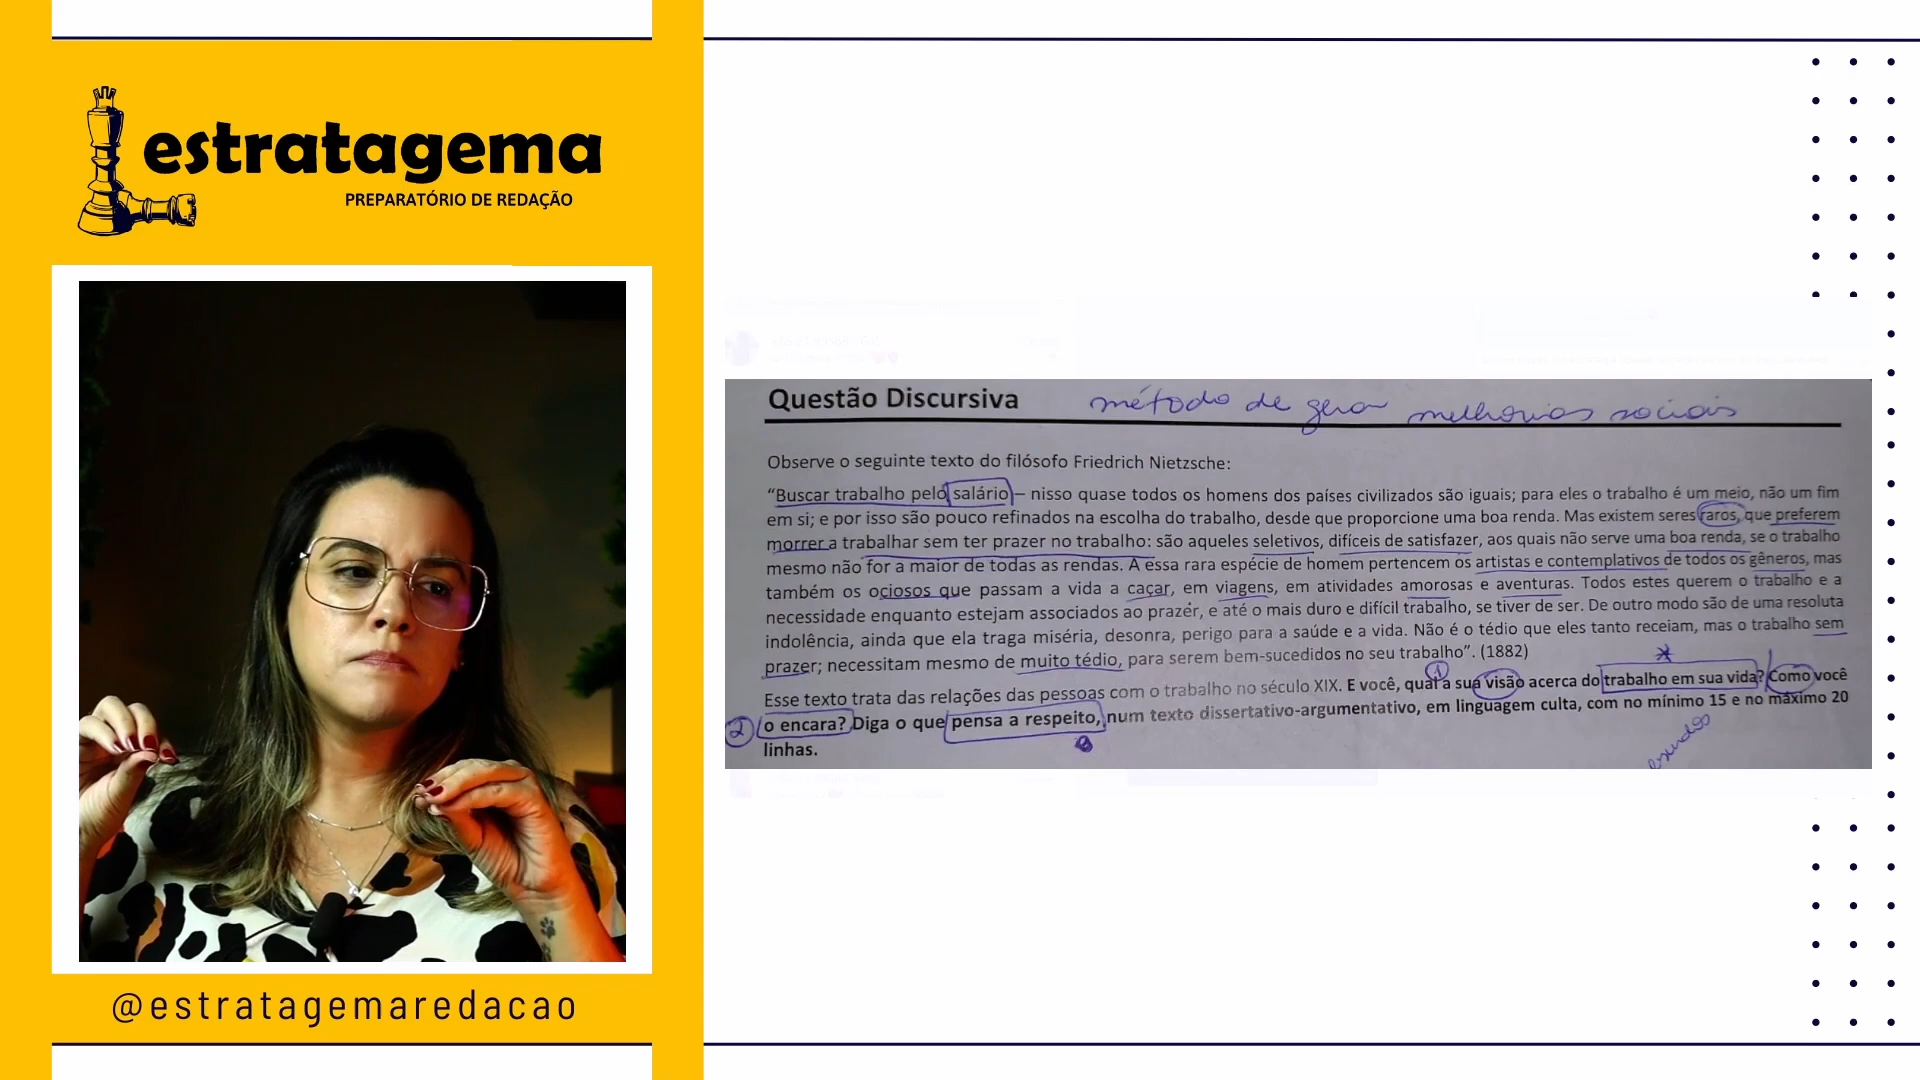 estratagema
PREPARATÓRIO DE REDAÇÃO
@estratagemaredacao
Questão Discursiva método de gerar melhorias sociais
Observe o seguinte texto do filósofo Friedrich Nietzsche:
“Buscar trabalho pelo salário – nisso quase todos os homens dos países civilizados são iguais; para eles o trabalho é um meio, não um fim
em si; e por isso são pouco refinados na escolha do trabalho, desde que proporcione uma boa renda. Mas existem seres raros, que preferem
morrer a trabalhar sem ter prazer no trabalho: são aqueles seletivos, difíceis de satisfazer, aos quais não serve uma boa renda, se o trabalho
mesmo não for a maior de todas as rendas. A essa rara espécie de homem pertencem os artistas e contemplativos de todos os gêneros, mas
também os ociosos que passam a vida a caçar, em viagens, em atividades amorosas e aventuras. Todos estes querem o trabalho e a
necessidade enquanto estejam associados ao prazer, e até o mais duro e difícil trabalho, se tiver de ser. De outro modo são de uma resoluta
indolência, ainda que ela traga miséria, desonra, perigo para a saúde e a vida. Não é o tédio que eles tanto receiam, mas o trabalho sem
prazer; necessitam mesmo de muito tédio, para serem bem-sucedidos no seu trabalho”. (1882)
1
Esse texto trata das relações das pessoas com o trabalho no século XIX. E você, qual a sua visão acerca do trabalho em sua vida? Como você
2 o encara? Diga o que pensa a respeito, num texto dissertativo-argumentativo, em linguagem culta, com no mínimo 15 e no máximo 20
linhas.